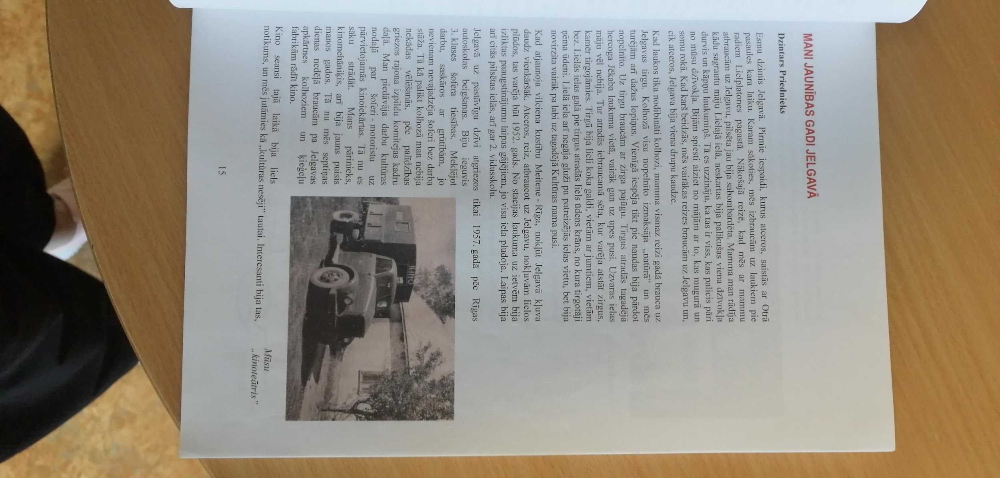 MANI JAUNĪBAS GADI JELGAVĀ
Dzintars Priednieks
Esmu dzimis Jelgavā. Pirmie iespaidi, kurus atceros, saistās ar Otrā
pasaules kara laiku. Karam sākoties, mēs izbraucām uz laukiem pie
radiem Lielplatones pagastā. Nākošajā reizē, kad mēs ar mammu
atbraucām uz Jelgavu, pilsēta jau bija sabombardēta. Mamma man rādīja
kādu sagrautu māju Lielajā ielā, neskartas bija palikušas viena dzīvokļa
durvis un kāpņu laukumiņš. Tā es uzzināju, ka tas ir viss, kas palicis pāri
no mūsu dzīvokļa. Bijām spiesti aiziet no mājām ar to, kas mugurā un
somu rokā. Kad karš beidzās, mēs vairākas reizes braucām uz Jelgavu un,
cik atceros, Jelgava bija viena drupu kaudze.
Kad laukos tika nodibināti kolhozi, mamma vismaz reizi gadā brauca uz
Jelgavas tirgu. Kolhozā visu nopelnīto izmaksāja „natūrā” un mēs
turējām arī dažus lopiņus. Vienīgā iespēja tikt pie naudas bija pārdot
nopelnīto. Uz tirgu braucām ar zirga pajūgu. Tirgus atradās tagadējā
hercoga Jēkaba laukuma vietā, vairāk gan uz upes pusi. Uzvaras ielas
māju vēl nebija. Tur atradās iebraucamā sēta, kur varēja atstāt zirgus,
kamēr tirgojāmies. Tirgū bija lieli koka galdi, vietām ar jumtiem, vietām
bez. Lielās ielas galā pie tirgus atradās liels ūdens krāns, no kura tirgotāji
ņēma ūdeni. Lielā iela arī negāja gluži pa patreizējās ielas vietu, bet bija
novirzīta vairāk pa labi uz tagadējā Kultūras nama pusi.
Kad atjaunoja vilciena kustību Meitene - Rīga, nokļūt Jelgavā kļuva
daudz vienkāršāk. Atceros, reiz, atbraucot uz Jelgavu, nokļuvām lielos
plūdos, tas varēja būt 1952. gads. No stacijas laukuma uz ietvēm bija
izliktas paaugstinājumu laipas gājējiem, jo visa iela pludoja. Laipas bija
arī citās pilsētas ielās, arī gar 2. vidusskolu.
Jelgavā uz pastāvīgu dzīvi atgriezos tikai 1957. gadā pēc Rīgas
autoskolas beigšanas. Biju ieguvis
3. klases šofera tiesības. Meklējot
darbu, saskāros ar grūtībām, jo
nevienam nevajadzēja šoferi bez darba
stāža. Tā kā palikt kolhozā man nebija
nekādas vēlēšanās, pēc palīdzības
griezos rajona izpildu komitejas kadru
daļā. Man piedāvāja darbu kultūras
nodaļā par šoferi - motoristu uz
pārvietojamās kinoiekārtas. Tā nu es
sāku strādāt. Mans pārinieks,
kinomehāniķis, arī bija jauns puisis
manos gados. Tā nu mēs septiņas
dienas nedēļā braucām pa Jelgavas
apkārtnes kolhoziem un ķieģeļu
fabrikām rādīt kino.
KINO
Kino seansi tajā laikā bija liels
notikums, un mēs jutāmies kā „kultūras nesēji” tautai. Interesanti bija tas,
Mūsu
„kinoteātris”
15